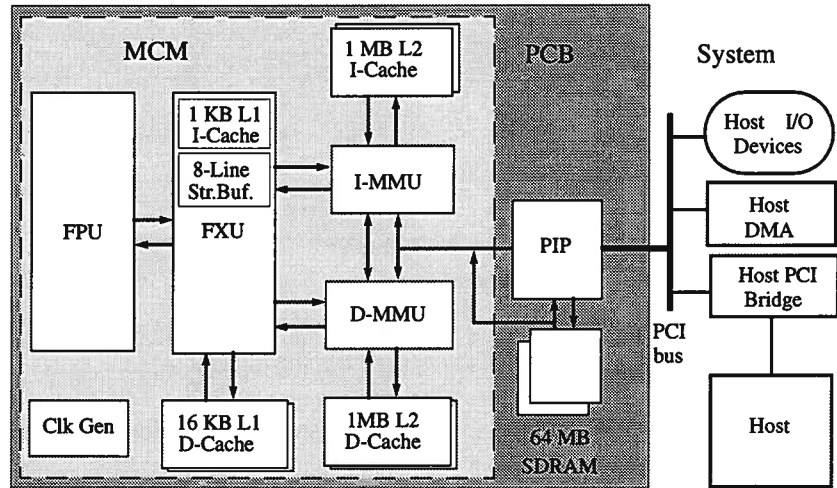 MCM
PCB
System
1 MB L2
I-Cache
1 KB L1
I-Cache
8-Line
Str.Buf.
FPU
FXU
I-MMU
D-MMU
PIP
Host I/O
Devices
Host
DMA
Host PCI
Bridge
PCI
bus
Clk Gen
16 KB L1
D-Cache
1MB L2
D-Cache
64 MB
SDRAM
Host